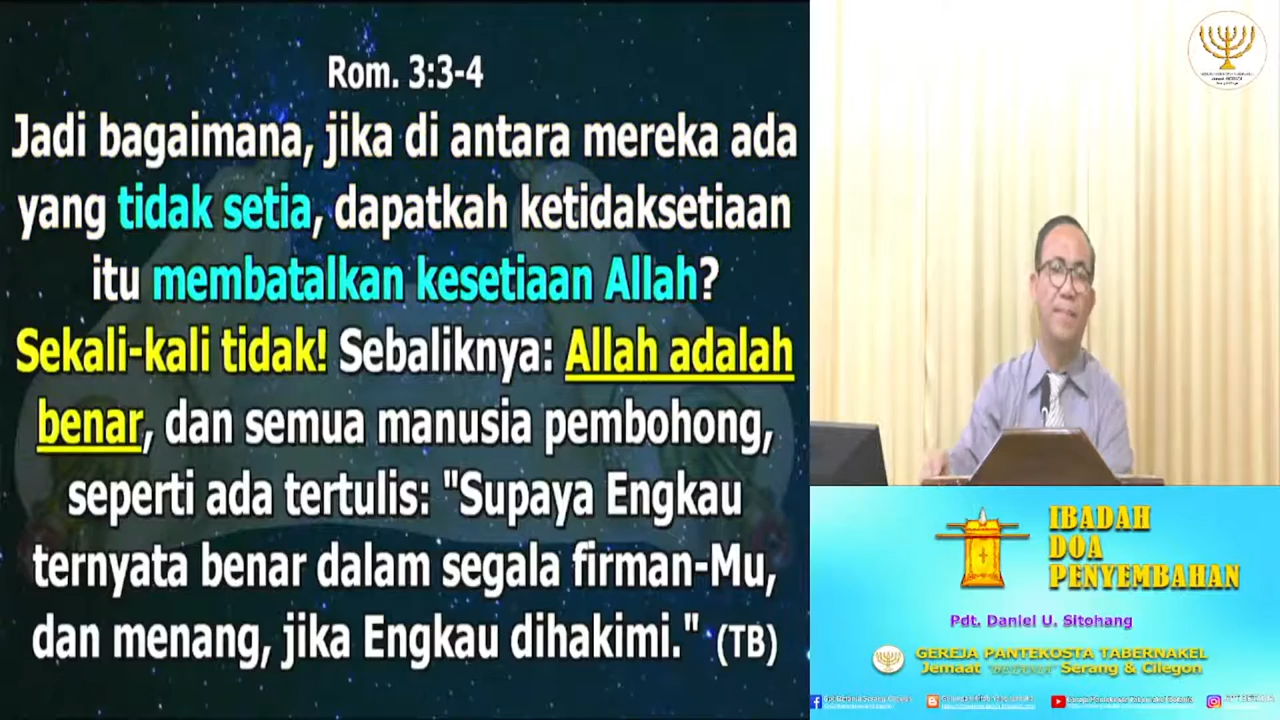 Rom. 3:3-4
Jadi bagaimana, jika di antara mereka ada
yang tidak setia, dapatkah ketidaksetiaan
itu membatalkan kesetiaan Allah?
Sekali-kali tidak! Sebaliknya: Allah adalah
benar, dan semua manusia pembohong,
seperti ada tertulis: "Supaya Engkau
ternyata benar dalam segala firman-Mu,
dan menang, jika Engkau dihakimi." (TB)
IBADAH
DOA
PENYEMBAHAN
Pdt. Daniel U. Sitohang
GEREJA PANTEKOSTA TABERNAKEL
Jemaat Serang & Cilegon